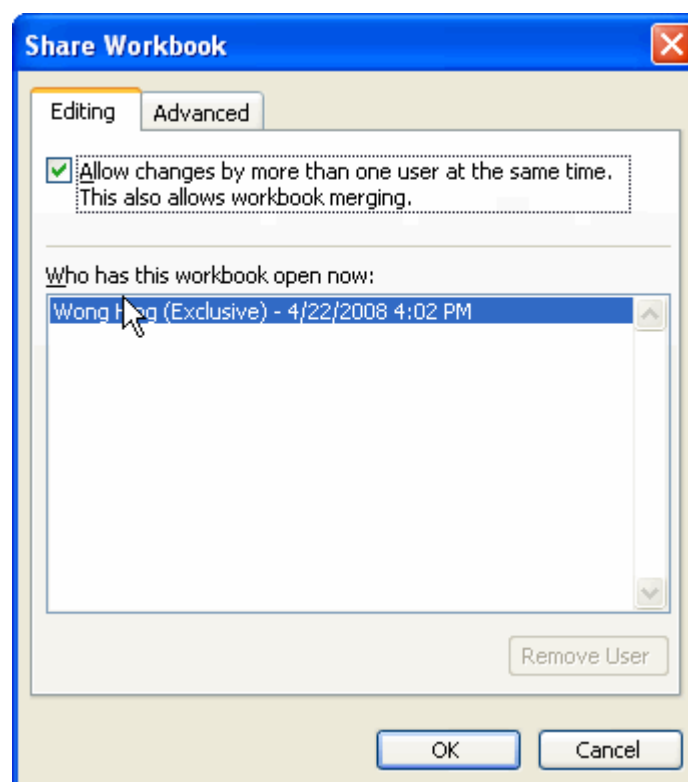 Share Workbook
Editing Advanced
Allow changes by more than one user at the same time.
This also allows workbook merging.
Who has this workbook open now:
Wong (Exclusive) - 4/22/2008 4:02 PM
Remove User
OK Cancel